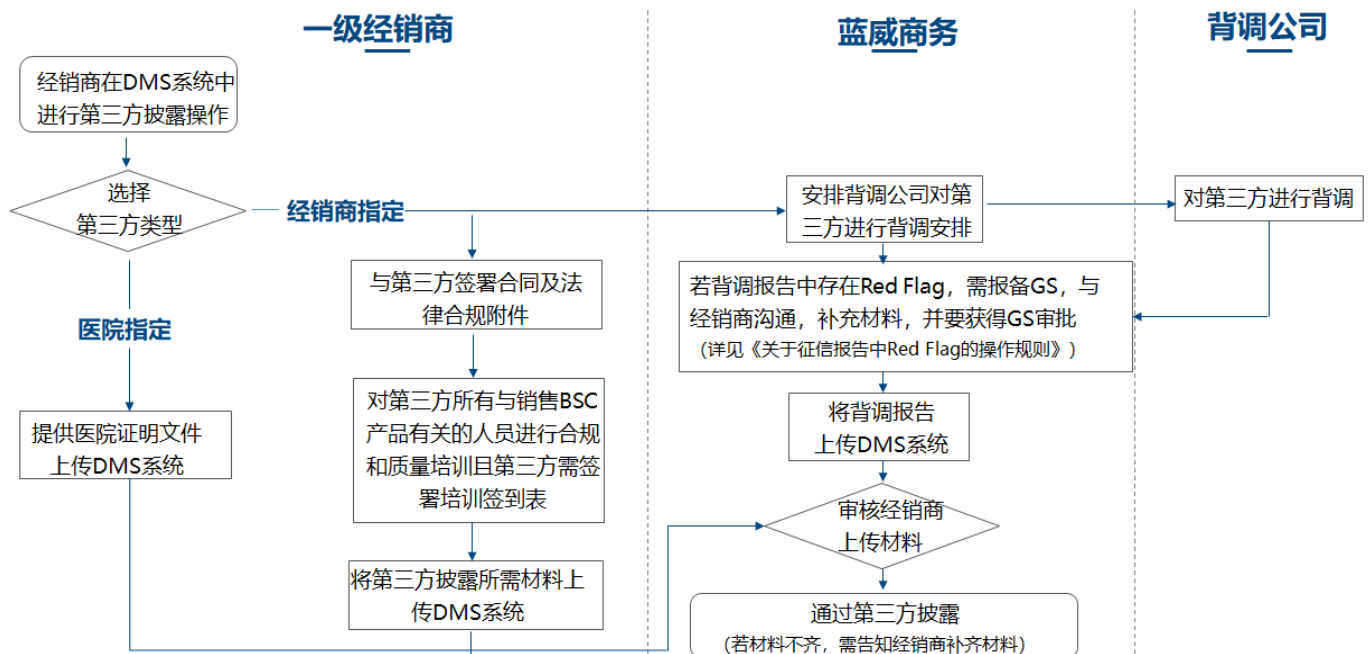 一级经销商
蓝威商务
背调公司
经销商在DMS系统中
进行第三方披露操作
选择
第三方类型
经销商指定
医院指定
提供医院证明文件
上传DMS系统
与第三方签署合同及法
律合规附件
对第三方所有与销售BSC
产品有关的人员进行合规
和质量培训且第三方需签
署培训签到表
将第三方披露所需材料上
传DMS系统
安排背调公司对第
三方进行背调安排
对第三方进行背调
若背调报告中存在Red Flag，需报备GS，与
经销商沟通，补充材料，并要获得GS审批
（详见《关于征信报告中Red Flag的操作规则》）
将背调报告
上传DMS系统
审核经销商
上传材料
通过第三方披露
（若材料不齐，需告知经销商补齐材料）